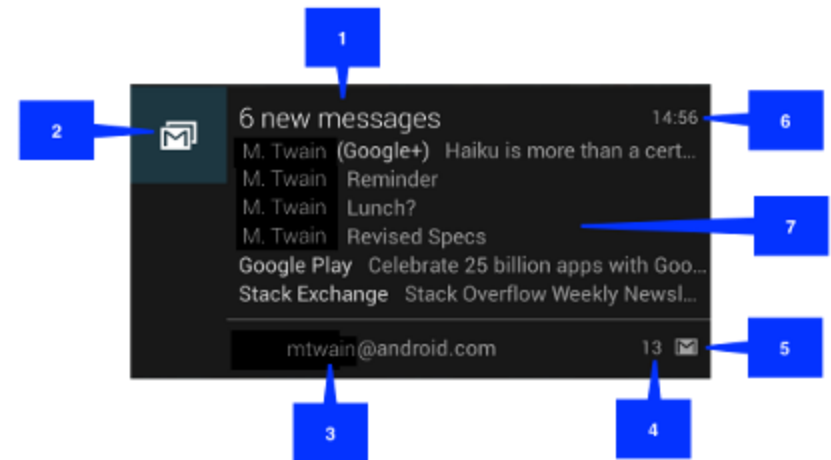 1
2
6 new messages 14:56
6
M. Twain (Google+) Haiku is more than a cert...
M. Twain Reminder
M. Twain Lunch?
7
M. Twain Revised Specs
Google Play Celebrate 25 billion apps with Goo...
Stack Exchange Stack Overflow Weekly Newsl...
mtwain@android.com 13
5
3
4